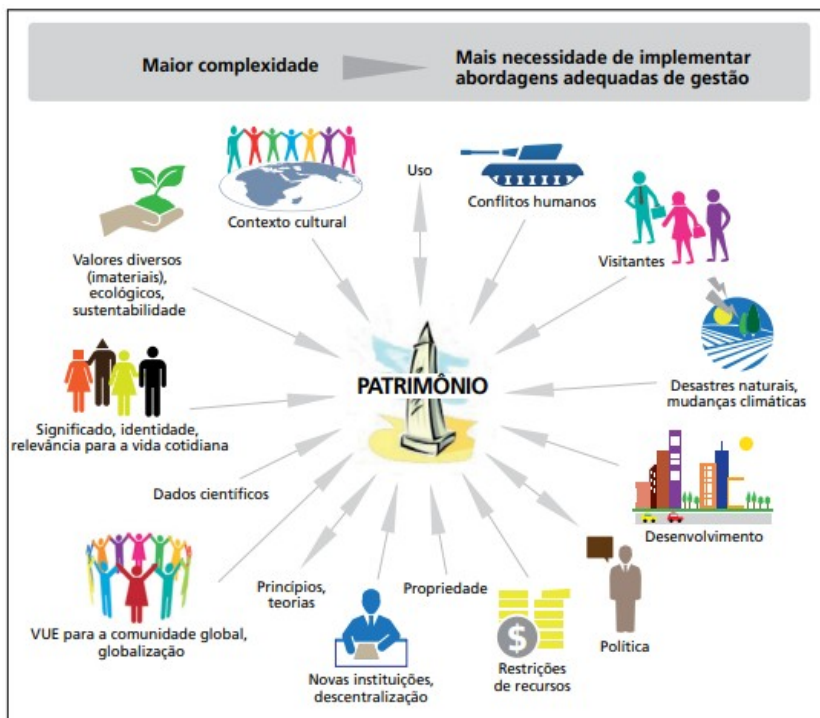 Maior complexidade
Mais necessidade de implementar
abordagens adequadas de gestão
Uso
Conflitos humanos
Contexto cultural
Visitantes
Valores diversos
(imateriais),
ecológicos,
sustentabilidade
PATRIMÔNIO
Desastres naturais,
mudanças climáticas
Significado, identidade,
relevância para a vida cotidiana
Dados científicos
Desenvolvimento
Princípios,
teorias
Propriedade
VUE para a comunidade global,
globalização
Novas instituições,
descentralização
$
Restrições
de recursos
Política